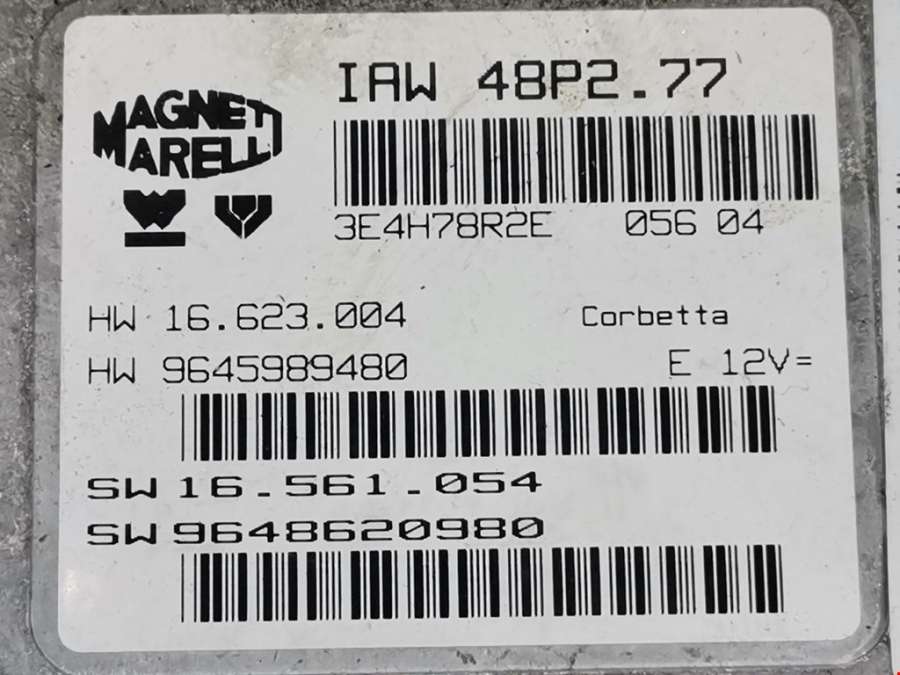 MAGNETI
MARELLI
IAW 48P2.77
3E4H78R2E 056 04
HW 16.623.004 Corbetta
HW 9645989480 E 12V=
SW 16.561.054
SW 9648620980